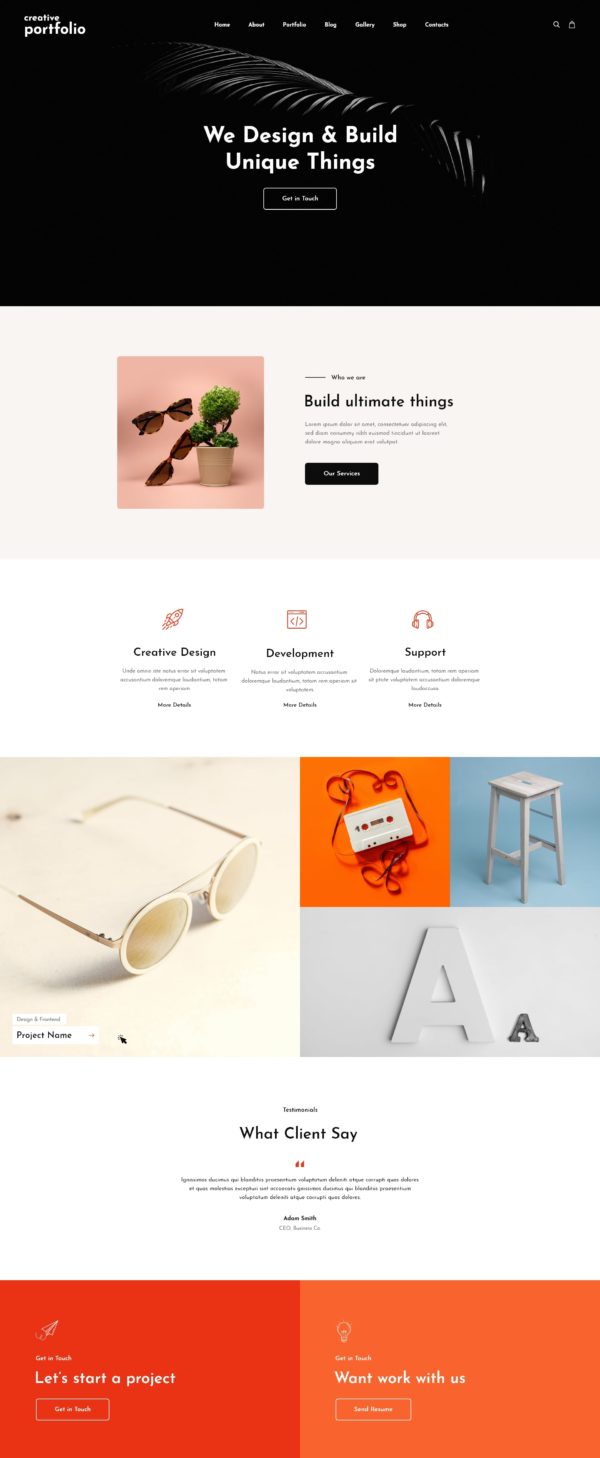 creative
portfolio
Home About Portfolio Blog Gallery Shop Contacts
We Design & Build
Unique Things
Get in Touch
Who we are
Build ultimate things
Lorem ipsum dolor sit amet, consectetuer adipiscing elit,
sed diam nonummy nibh euismod tincidunt ut laoreet
dolore magna aliquam erat volutpat.
Our Services
Creative Design
Unde omnis iste natus error sit voluptatem
accusantium doloremque laudantium, totam
rem aperiam
More Details
Development
Natus error sit voluptatem accusantium
doloremque laudantium, totam rem aperiam sit
voluptatem.
More Details
Support
Doloremque laudantium, totam rem aperiam
sit ptate voluptatem accusantium doloremque
laudaccusa.
More Details
Design & Frontend
Project Name
A
A
Testimonials
What Client Say
Ignissimos ducimus qui blanditiis praesentium voluptatum deleniti atque corrupti quos dolores
et quas molestias excepturi sint occaecati gnissimos ducimus qui blanditiis praesentium
voluptatum deleniti atque corrupti quos dolores.
Adam Smith
CEO, Business Co.
Get in Touch
Let's start a project
Get in Touch
Get in Touch
Want work with us
Send Resume